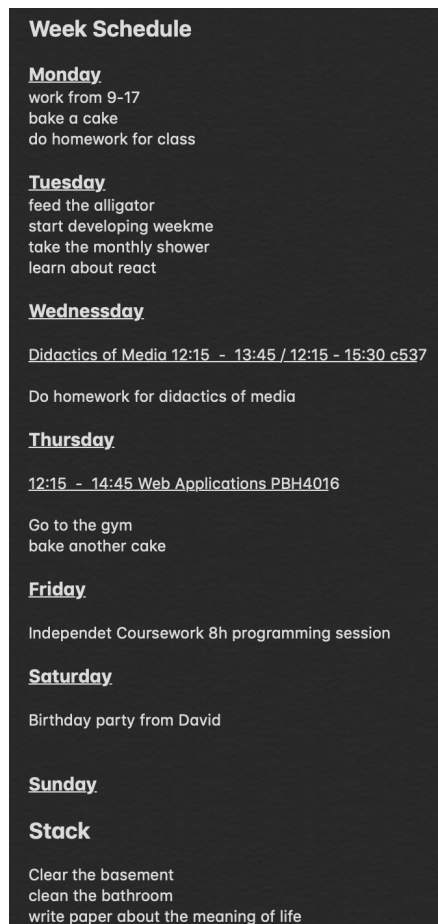 Week Schedule
Monday
work from 9-17
bake a cake
do homework for class
Tuesday
feed the alligator
start developing weekme
take the monthly shower
learn about react
Wednessday
Didactics of Media 12:15  -  13:45 / 12:15 - 15:30 c537
Do homework for didactics of media
Thursday
12:15  -  14:45 Web Applications PBH4016
Go to the gym
bake another cake
Friday
Independet Coursework 8h programming session
Saturday
Birthday party from David
Sunday
Stack
Clear the basement
clean the bathroom
write paper about the meaning of life